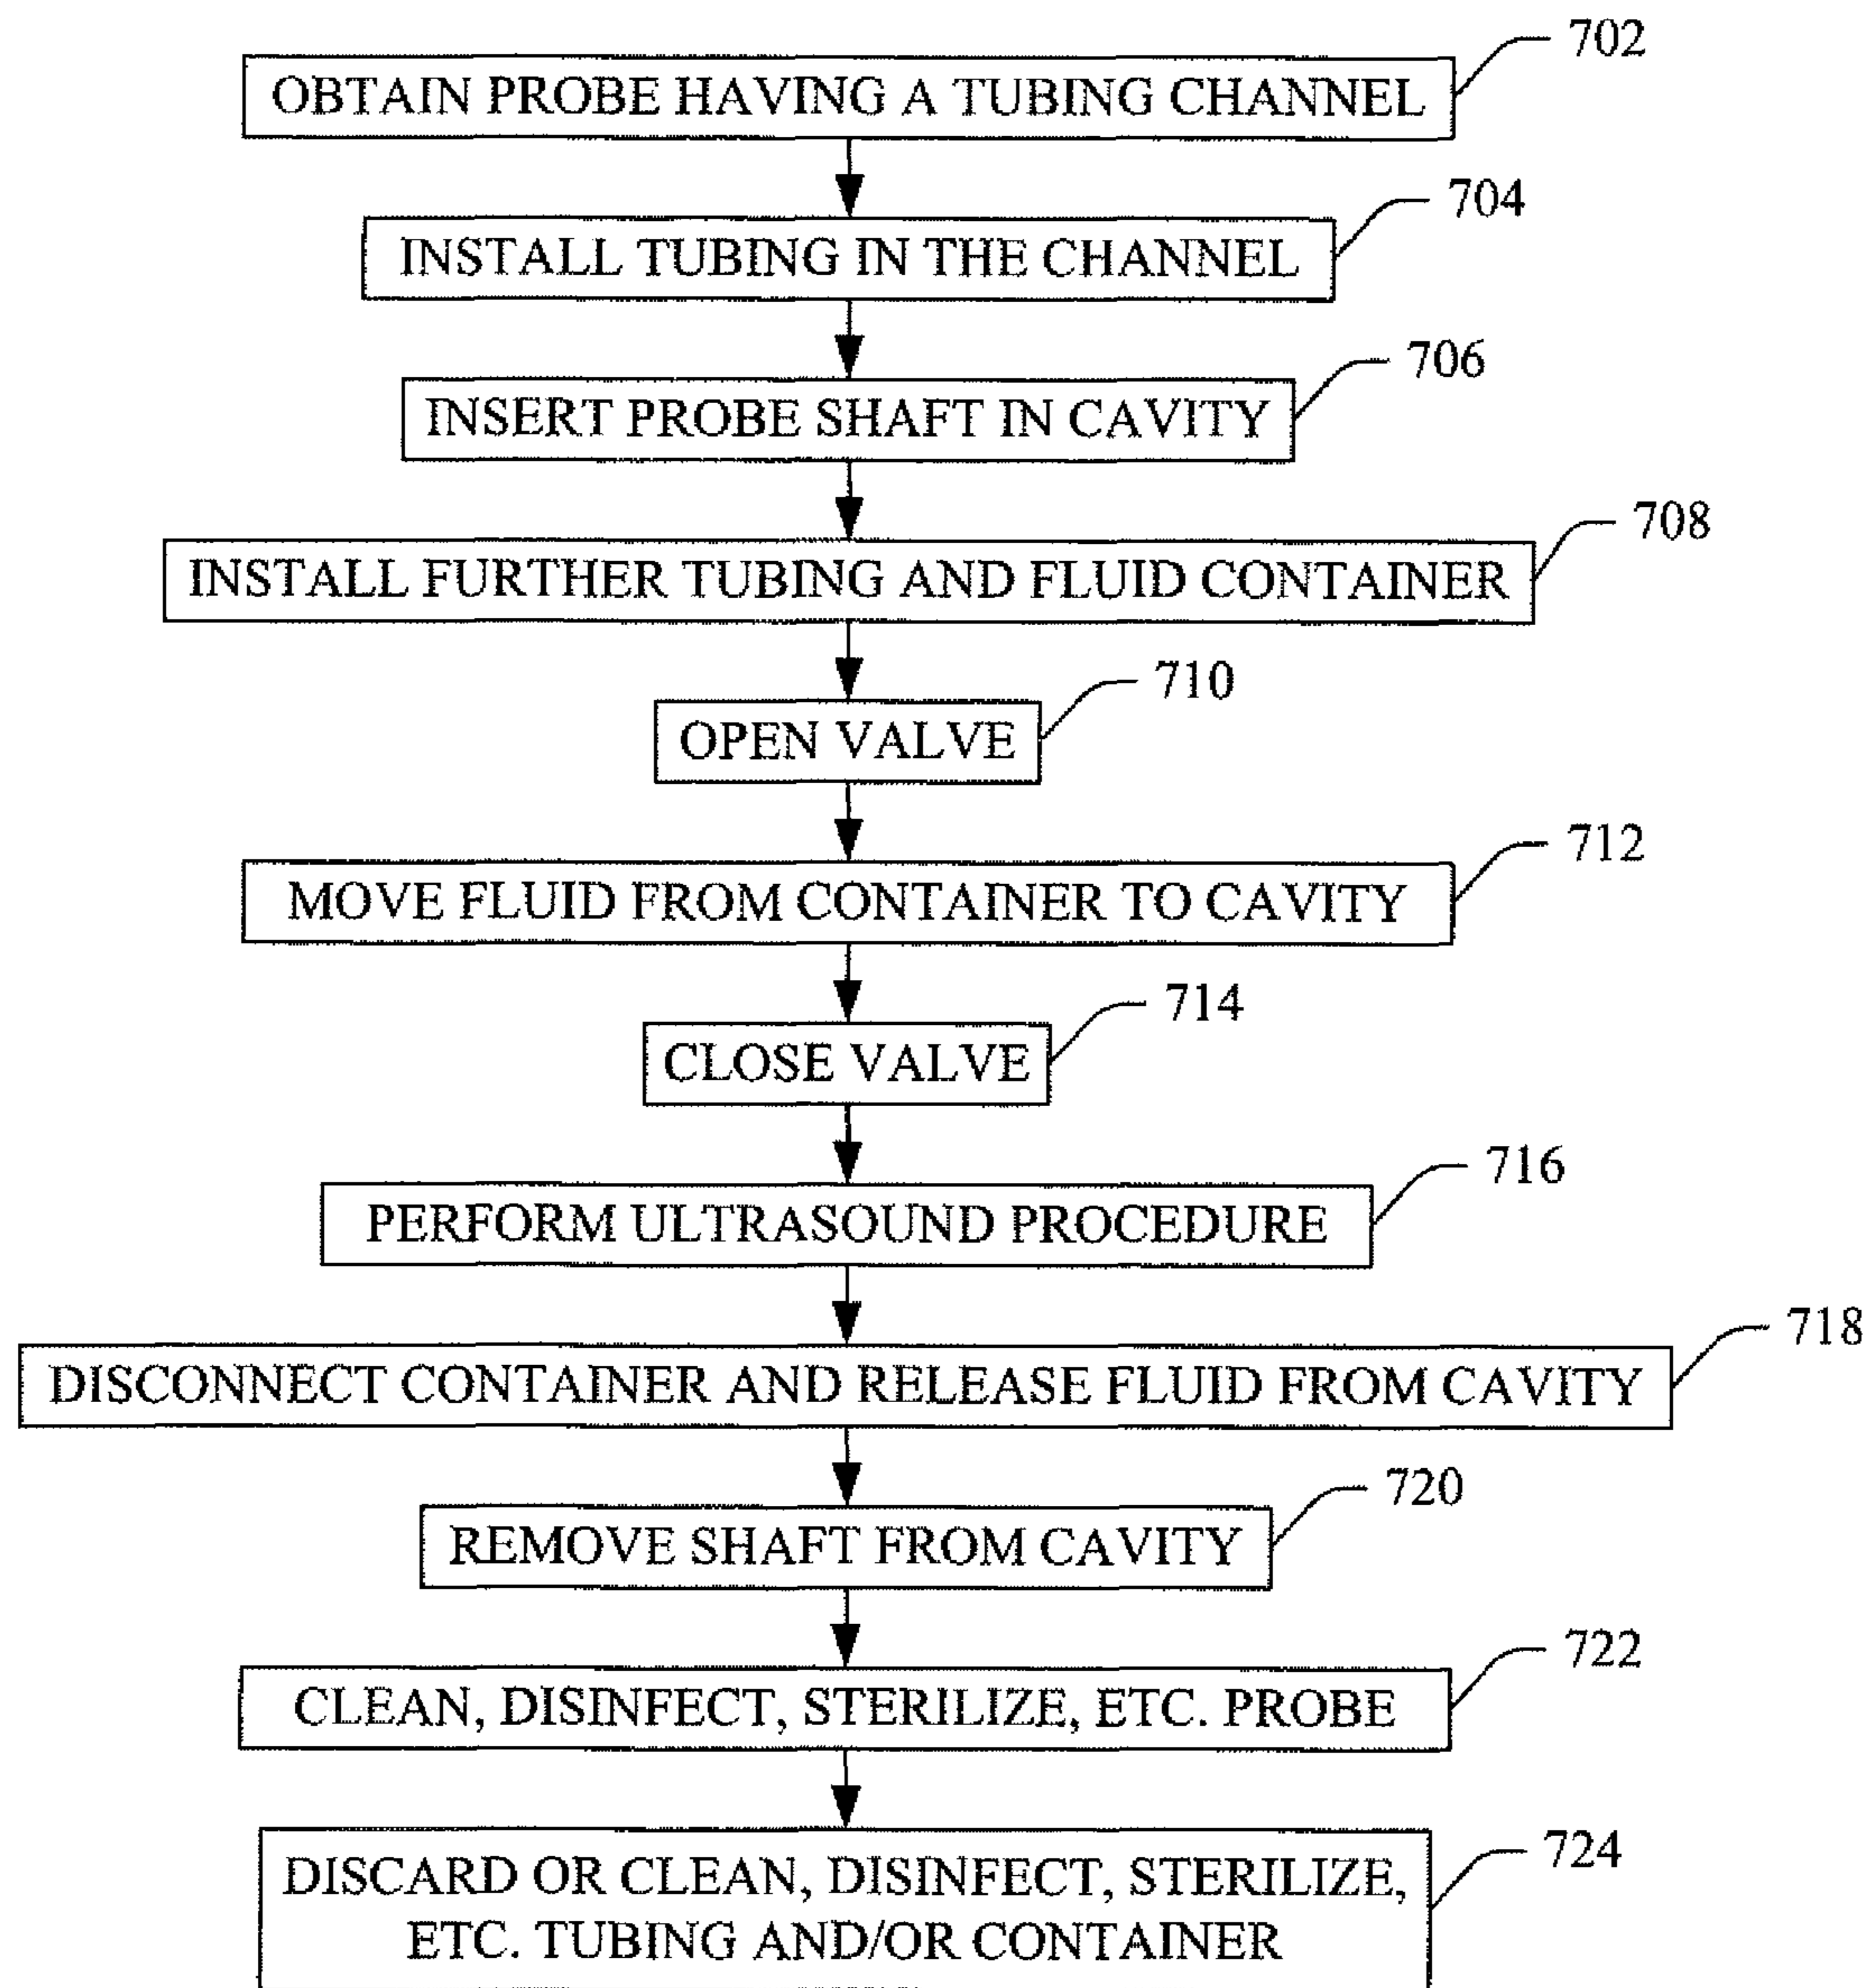 702
OBTAIN PROBE HAVING A TUBING CHANNEL
704
INSTALL TUBING IN THE CHANNEL
706
INSERT PROBE SHAFT IN CAVITY
708
INSTALL FURTHER TUBING AND FLUID CONTAINER
710
OPEN VALVE
712
MOVE FLUID FROM CONTAINER TO CAVITY
714
CLOSE VALVE
716
PERFORM ULTRASOUND PROCEDURE
718
DISCONNECT CONTAINER AND RELEASE FLUID FROM CAVITY
720
REMOVE SHAFT FROM CAVITY
722
CLEAN, DISINFECT, STERILIZE, ETC. PROBE
724
DISCARD OR CLEAN, DISINFECT, STERILIZE,
ETC. TUBING AND/OR CONTAINER